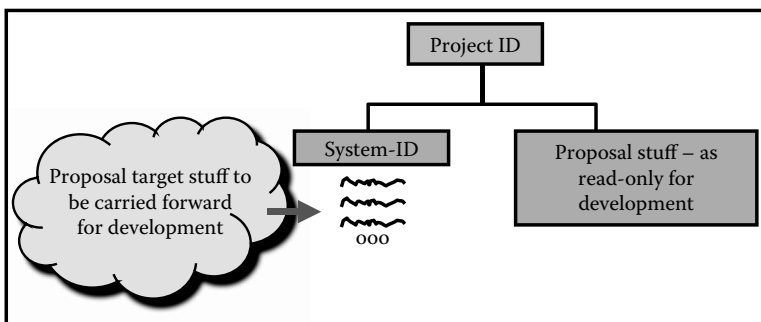 Project ID
System-ID
Proposal stuff – as
read-only for
development
Proposal target stuff to
be carried forward
for development
ooo